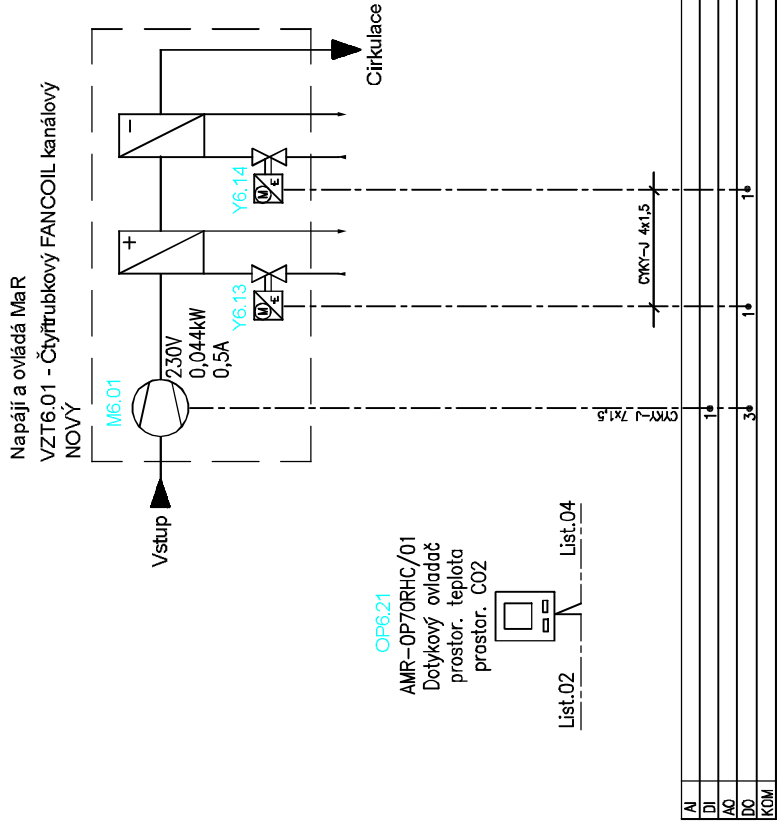 Napájí a ovládá MaR
VZT6.01 - Čtyřtrubkový FANCOIL kanálový
NOVÝ
M6.01
230V
0,044kW
0,5A
Vstup
+
Y6.13
M
E
-
Y6.14
M
E
Cirkulace
CYKY-J 4x1,5
CYKY-J 7x1,5
OP6.21
AMR-OP70RHC/01
Dotykový ovladač
prostor. teplota
prostor. CO2
List.02
List.04
AI
DI 1
AO
DO 3 1 1
KOM